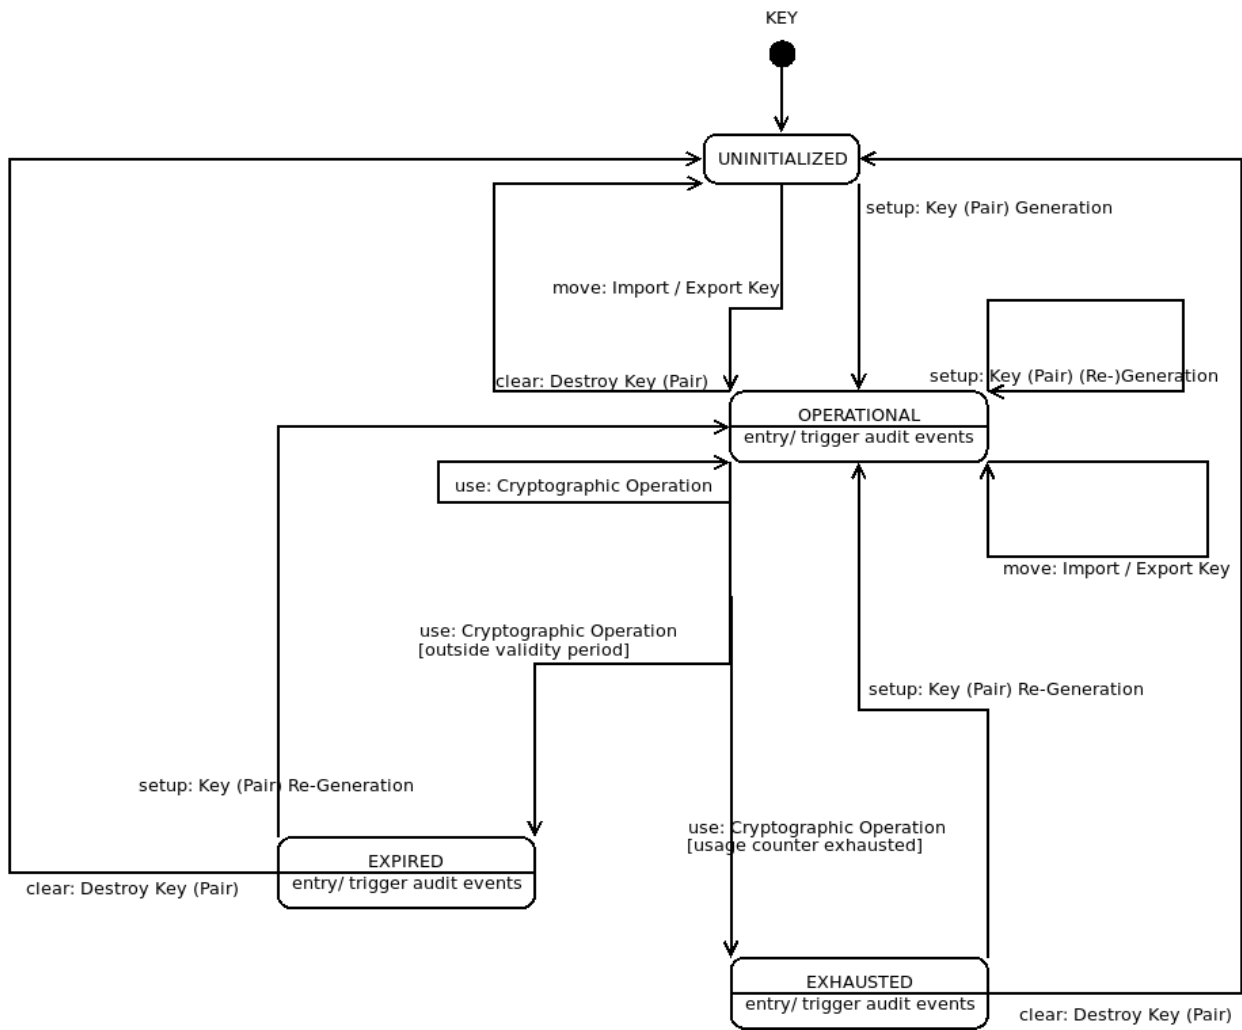 KEY
UNINITIALIZED
setup: Key (Pair) Generation
move: Import / Export Key
clear: Destroy Key (Pair)
setup: Key (Pair) (Re-)Generation
OPERATIONAL
entry/ trigger audit events
use: Cryptographic Operation
move: Import / Export Key
use: Cryptographic Operation
[outside validity period]
setup: Key (Pair) Re-Generation
setup: Key (Pair) Re-Generation
use: Cryptographic Operation
[usage counter exhausted]
EXPIRED
entry/ trigger audit events
clear: Destroy Key (Pair)
EXHAUSTED
entry/ trigger audit events
clear: Destroy Key (Pair)